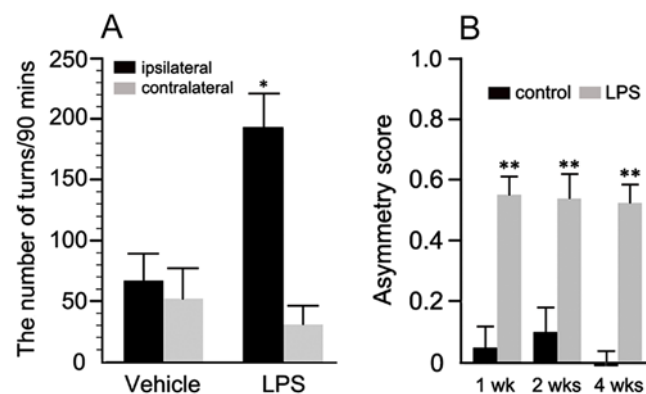 A
The number of turns/90 mins
250
200
150
100
50
0
ipsilateral
contralateral
*
Vehicle
LPS
B
Asymmetry score
1.0
0.8
0.6
0.4
0.2
0
control
LPS
**
**
**
1 wk
2 wks
4 wks